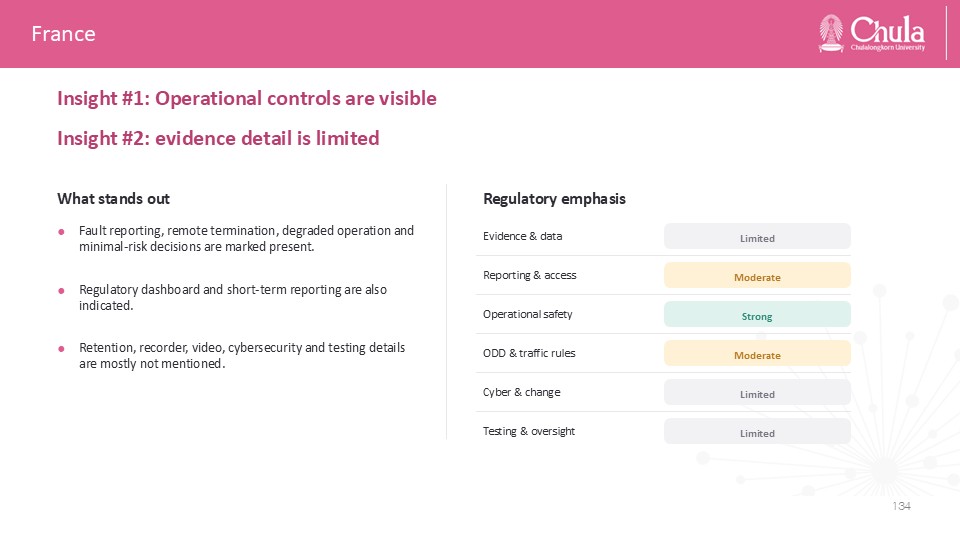 France
Chula
Chulalongkorn University
Insight #1: Operational controls are visible
Insight #2: evidence detail is limited
What stands out
● Fault reporting, remote termination, degraded operation and
minimal-risk decisions are marked present.
● Regulatory dashboard and short-term reporting are also
indicated.
● Retention, recorder, video, cybersecurity and testing details
are mostly not mentioned.
Regulatory emphasis
Evidence & data Limited
Reporting & access Moderate
Operational safety Strong
ODD & traffic rules Moderate
Cyber & change Limited
Testing & oversight Limited
134